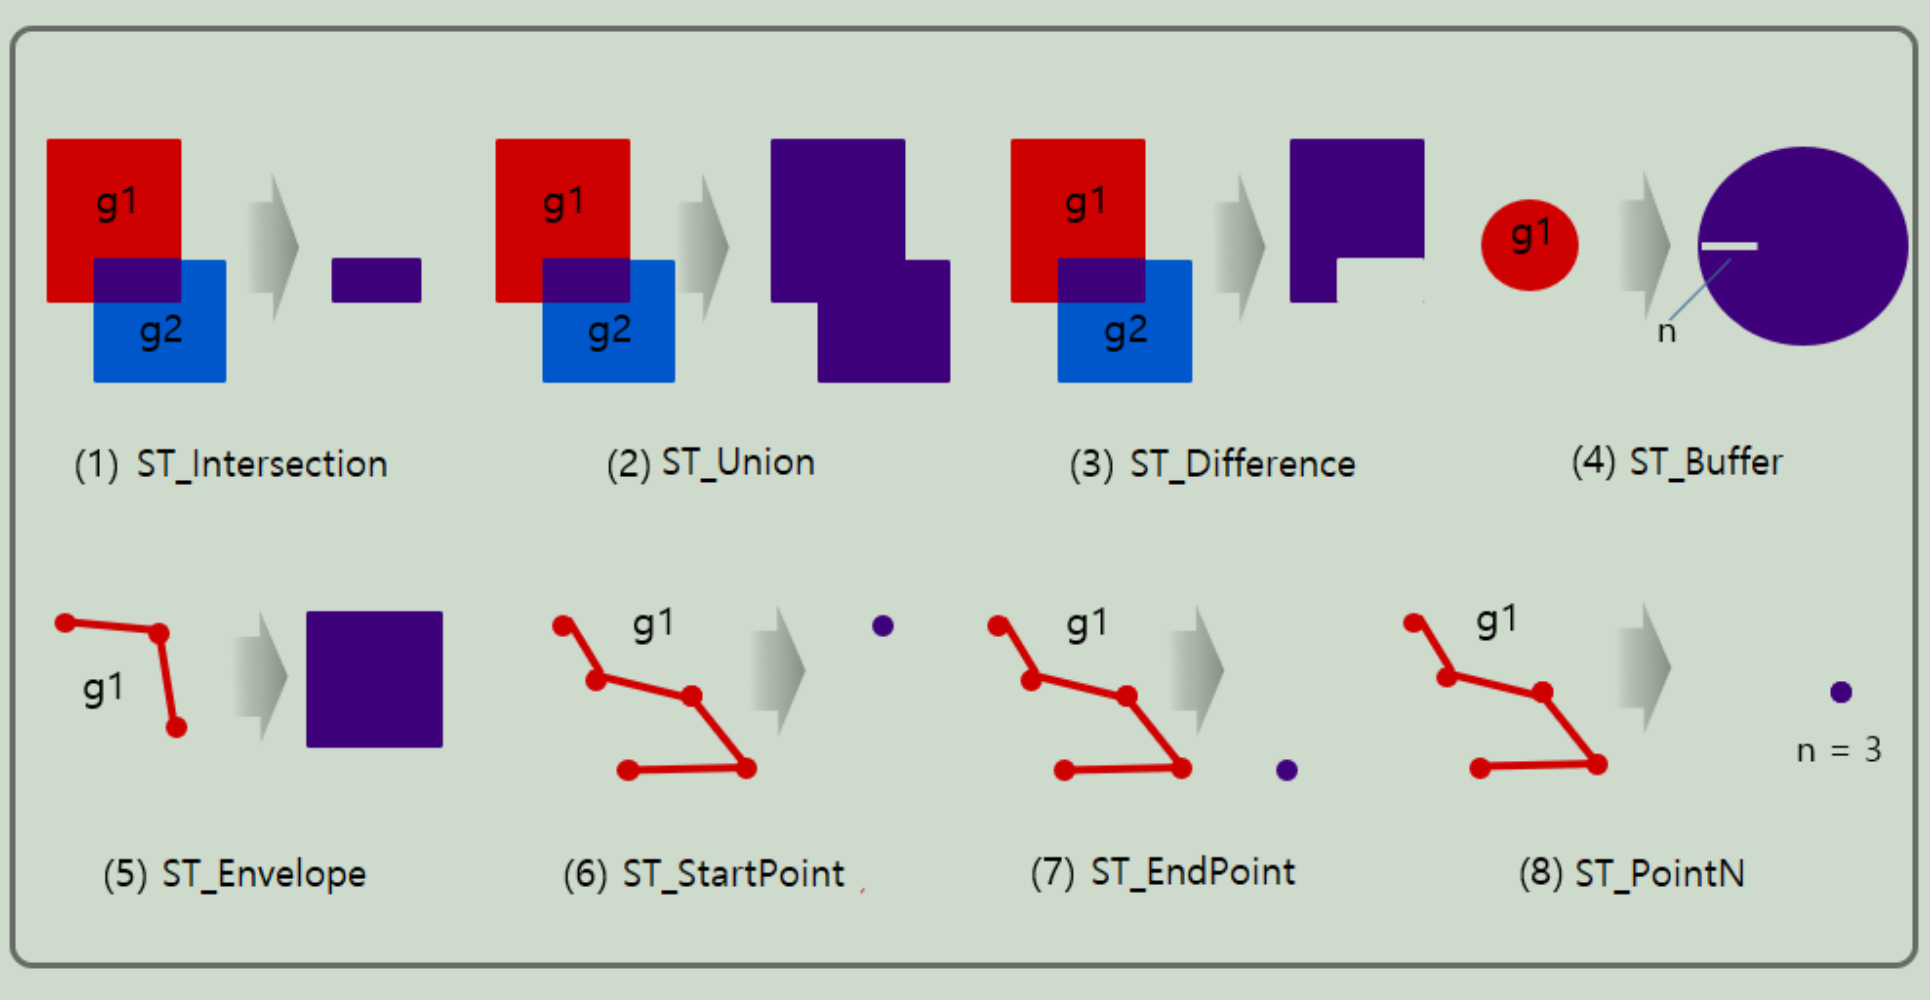 g1
g2
g1
g2
g1
g2
g1
n
(1) ST_Intersection
(2) ST_Union
(3) ST_Difference
(4) ST_Buffer
g1
g1
g1
g1
n = 3
(5) ST_Envelope
(6) ST_StartPoint
(7) ST_EndPoint
(8) ST_PointN